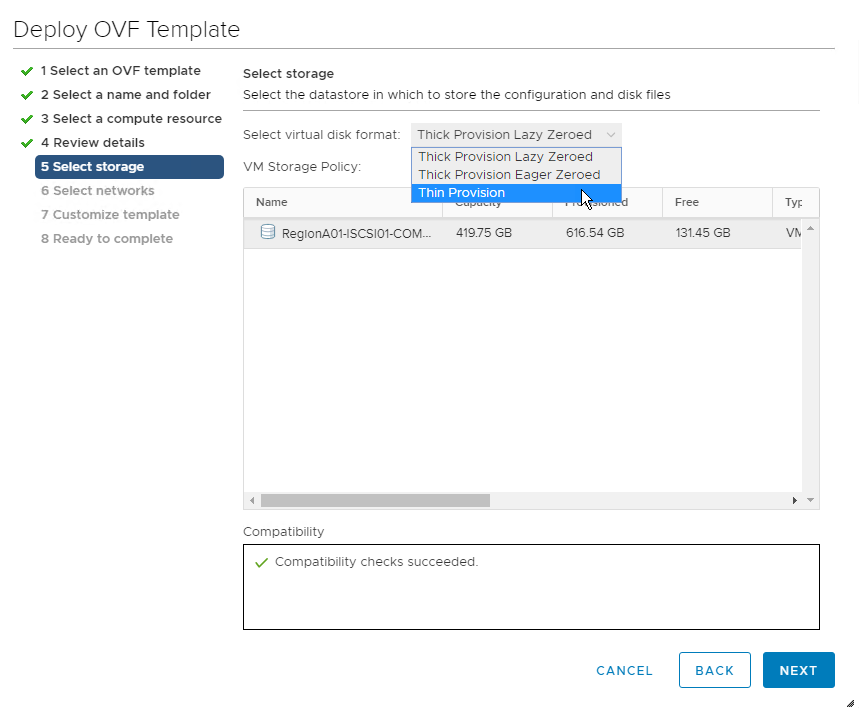 Deploy OVF Template
1 Select an OVF template
2 Select a name and folder
3 Select a compute resource
4 Review details
5 Select storage
6 Select networks
7 Customize template
8 Ready to complete
Select storage
Select the datastore in which to store the configuration and disk files
Select virtual disk format: Thick Provision Lazy Zeroed
Thick Provision Lazy Zeroed
Thick Provision Eager Zeroed
Thin Provision
VM Storage Policy:
Name Capacity Provisioned Free Typ
RegionA01-ISCSI01-COM... 419.75 GB 616.54 GB 131.45 GB VM
Compatibility
Compatibility checks succeeded.
CANCEL BACK NEXT